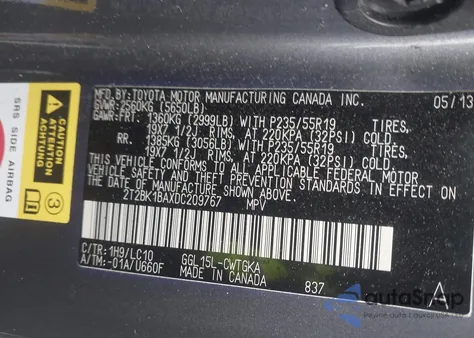 MFD.BY:TOYOTA MOTOR MANUFACTURING CANADA INC. 05/13
GVWR: 2560KG (5650LB)
GAWR:FRT: 1360KG (2999LB) WITH P235/55R19 TIRES,
19X7 1/2J RIMS, AT 220KPA (32PSI) COLD
RR: 1385KG (3056LB) WITH P235/55R19 TIRES,
19X7 1/2J RIMS, AT 220KPA (32PSI) COLD
THIS VEHICLE CONFORMS TO ALL APPLICABLE FEDERAL MOTOR
VEHICLE SAFETY AND THEFT PREVENTION STANDARDS IN EFFECT ON
THE DATE OF MANUFACTURE SHOWN ABOVE.
2T2BK1BAXDC209767 MPV
C/TR: 1H9/LC10 GGL15L-CWTGKA
A/TM: -01A/U660F MADE IN CANADA 837 A
SRS SIDE AIRBAG
3
autoAstat